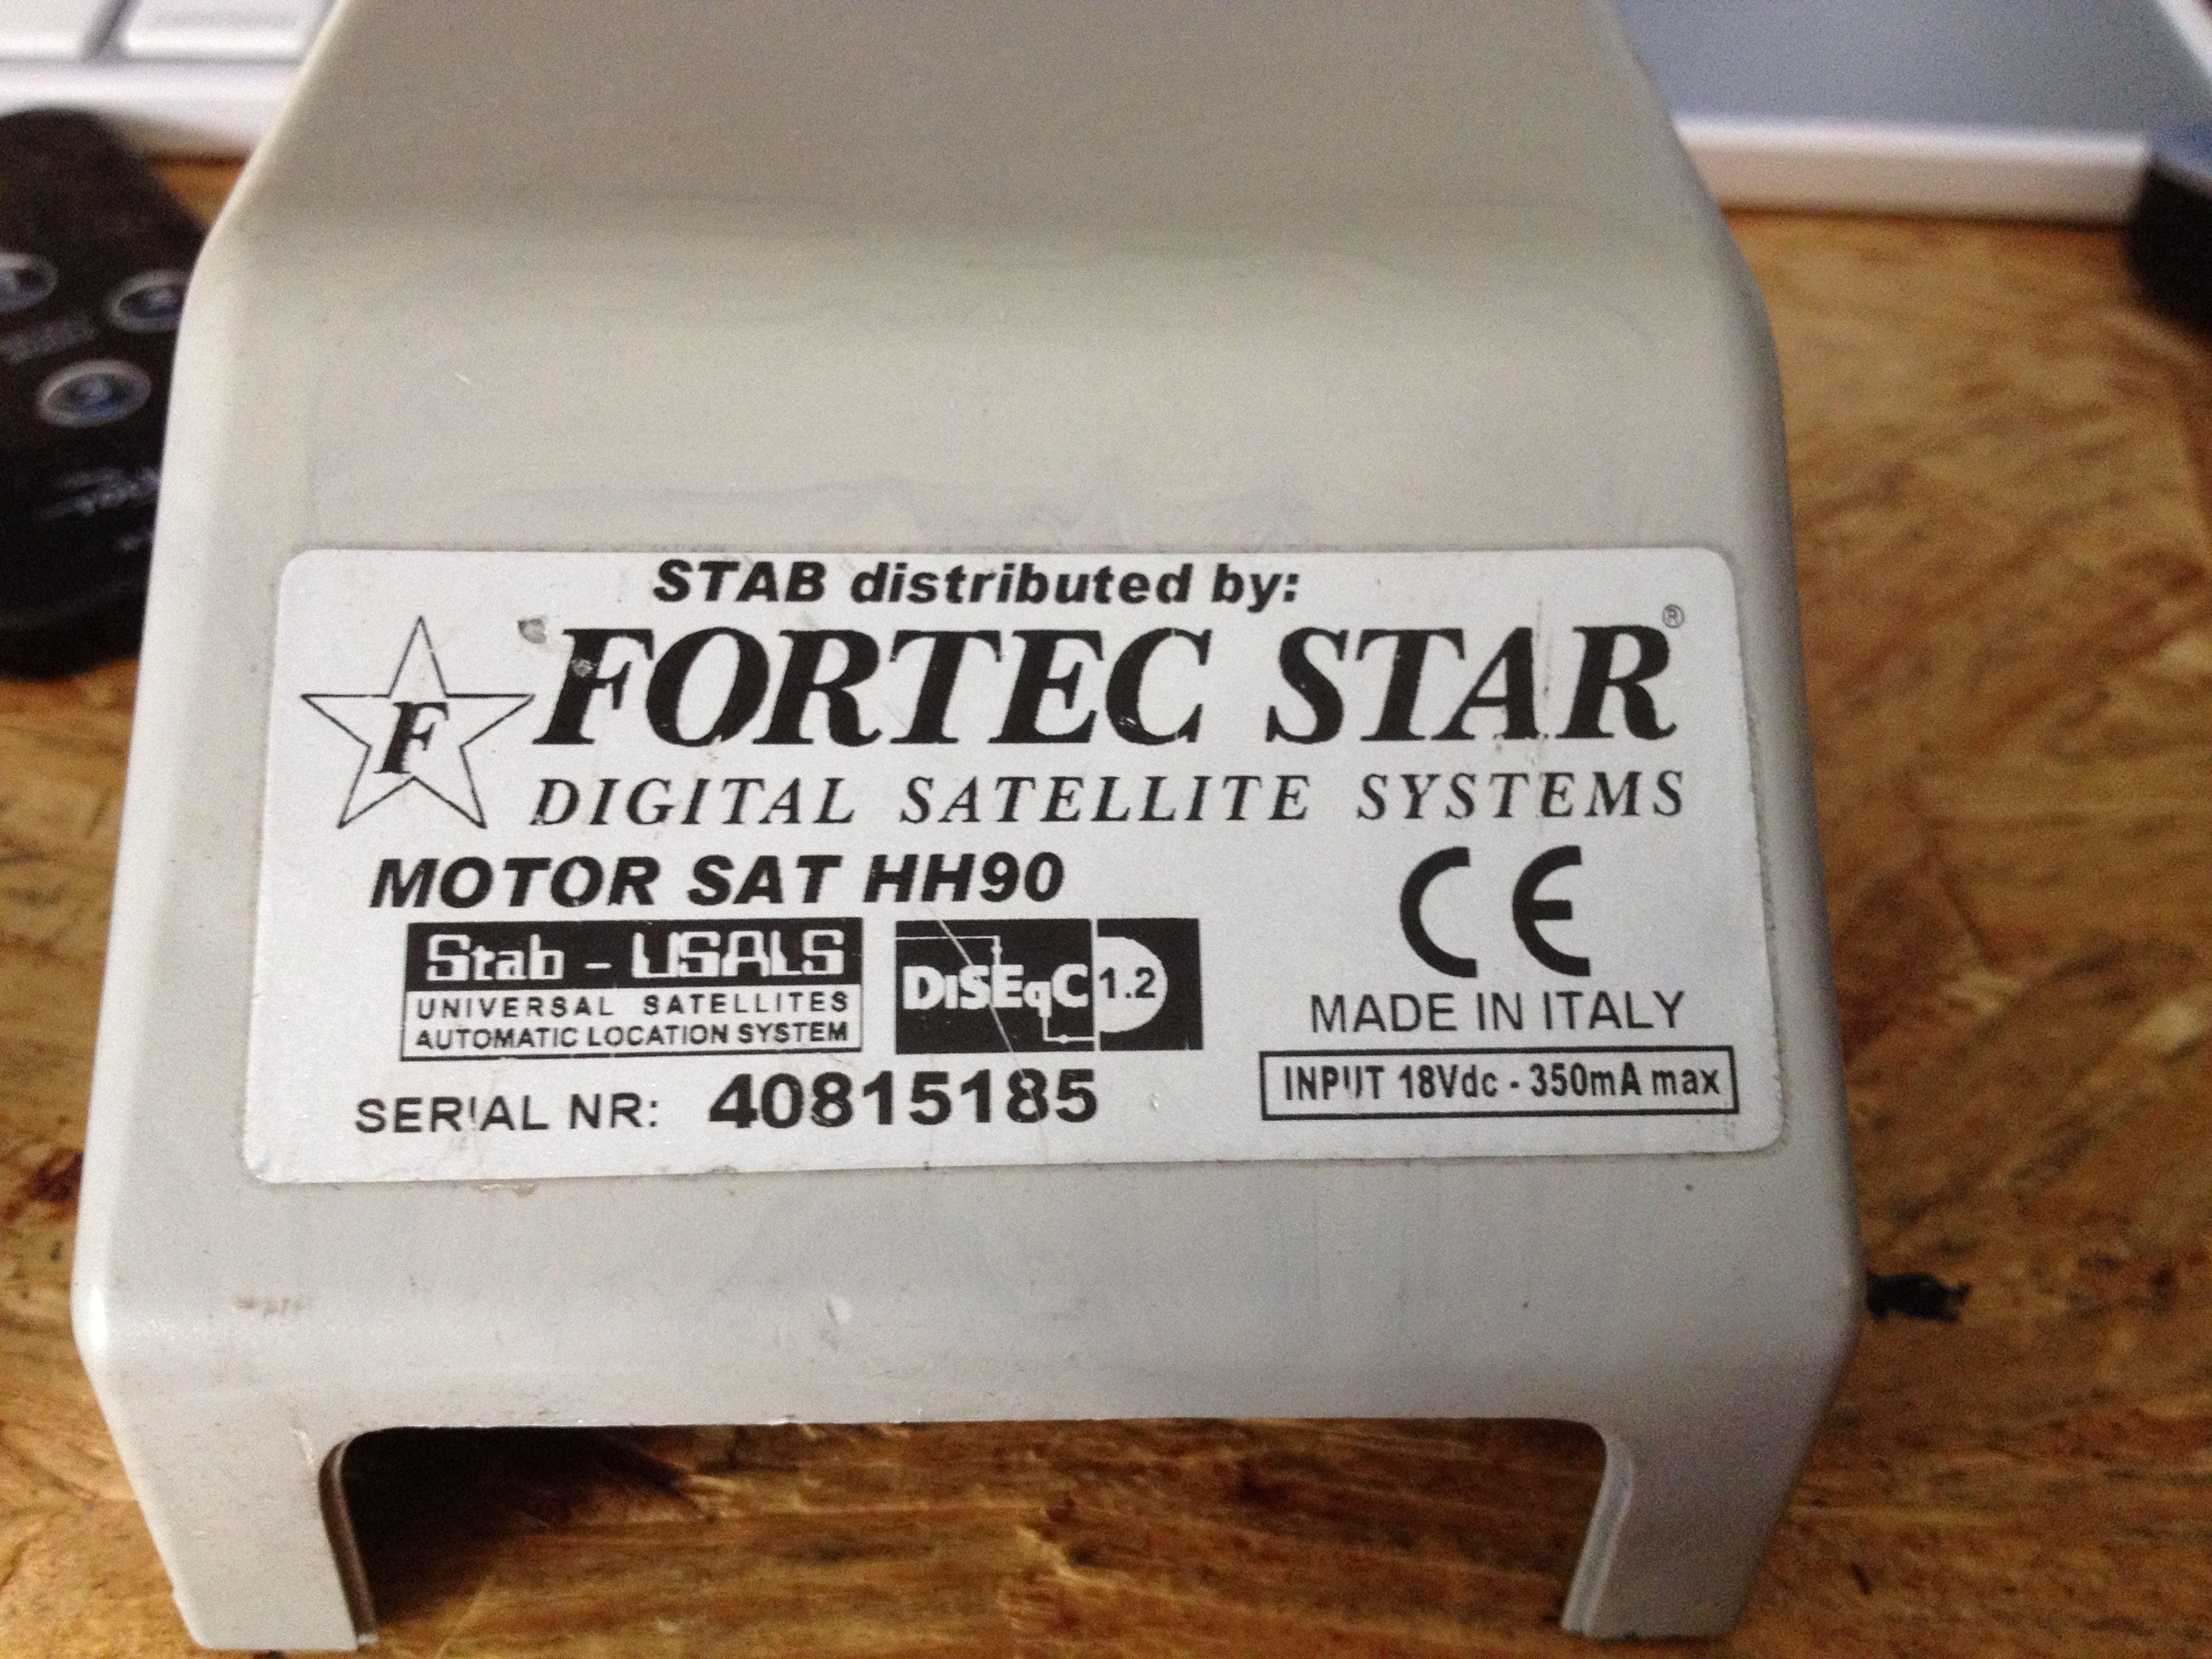 STAB distributed by:
F FORTEC STAR ®
DIGITAL SATELLITE SYSTEMS
MOTOR SAT HH90
CE
Stab - USALS
UNIVERSAL SATELLITES
AUTOMATIC LOCATION SYSTEM
DiSEqC 1.2
MADE IN ITALY
INPUT 18Vdc - 350mA max
SERIAL NR: 40815185